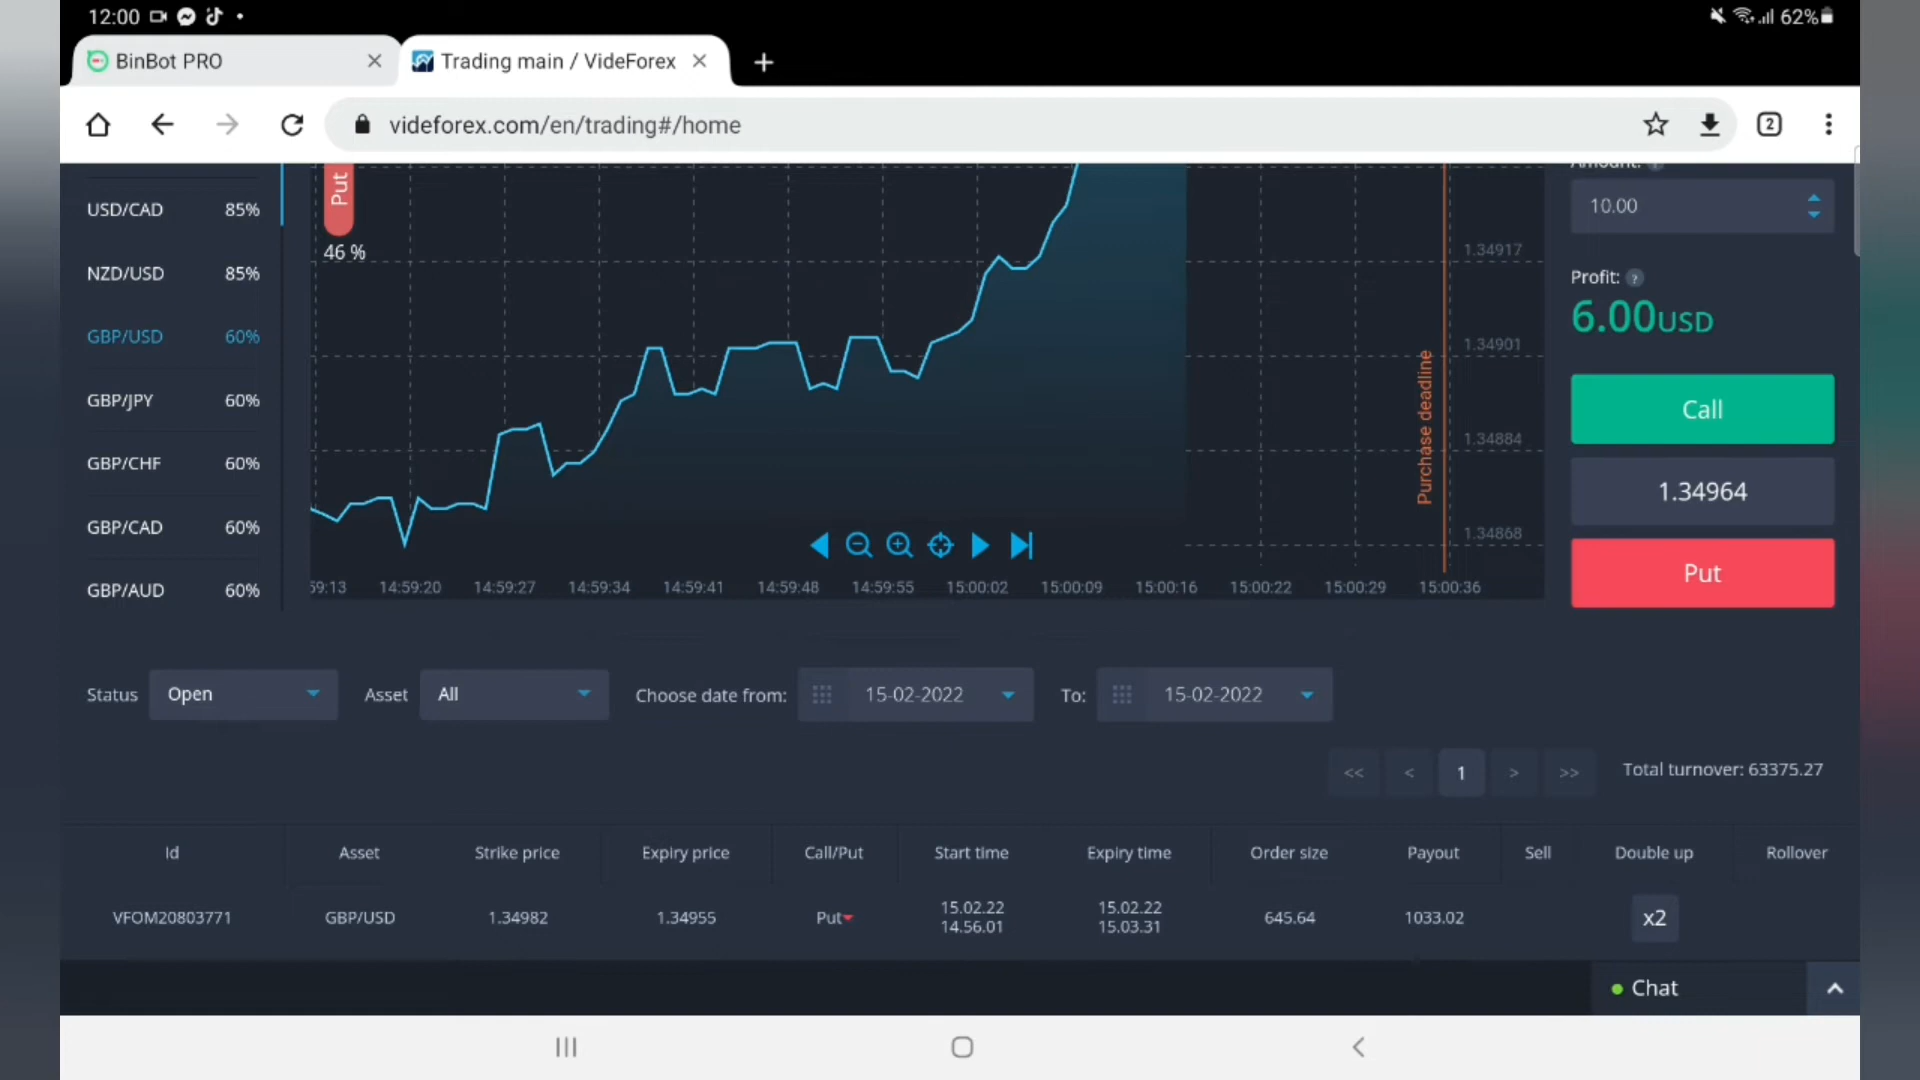 12:00
62%
BinBot PRO
Trading main / VideForex
videforex.com/en/trading#/home
2
USD/CAD 85%
NZD/USD 85%
GBP/USD 60%
GBP/JPY 60%
GBP/CHF 60%
GBP/CAD 60%
GBP/AUD 60%
Put
46 %
1.34917
1.34901
1.34884
1.34868
Purchase deadline
59:13 14:59:20 14:59:27 14:59:34 14:59:41 14:59:48 14:59:55 15:00:02 15:00:09 15:00:16 15:00:22 15:00:29 15:00:36
Amount: ?
10.00
Profit: ?
6.00USD
Call
1.34964
Put
Status Open Asset All Choose date from: 15-02-2022 To: 15-02-2022
<< < 1 > >> Total turnover: 63375.27
Id Asset Strike price Expiry price Call/Put Start time Expiry time Order size Payout Sell Double up Rollover
VFOM20803771 GBP/USD 1.34982 1.34955 Put 15.02.22 14.56.01 15.02.22 15.03.31 645.64 1033.02 x2
Chat